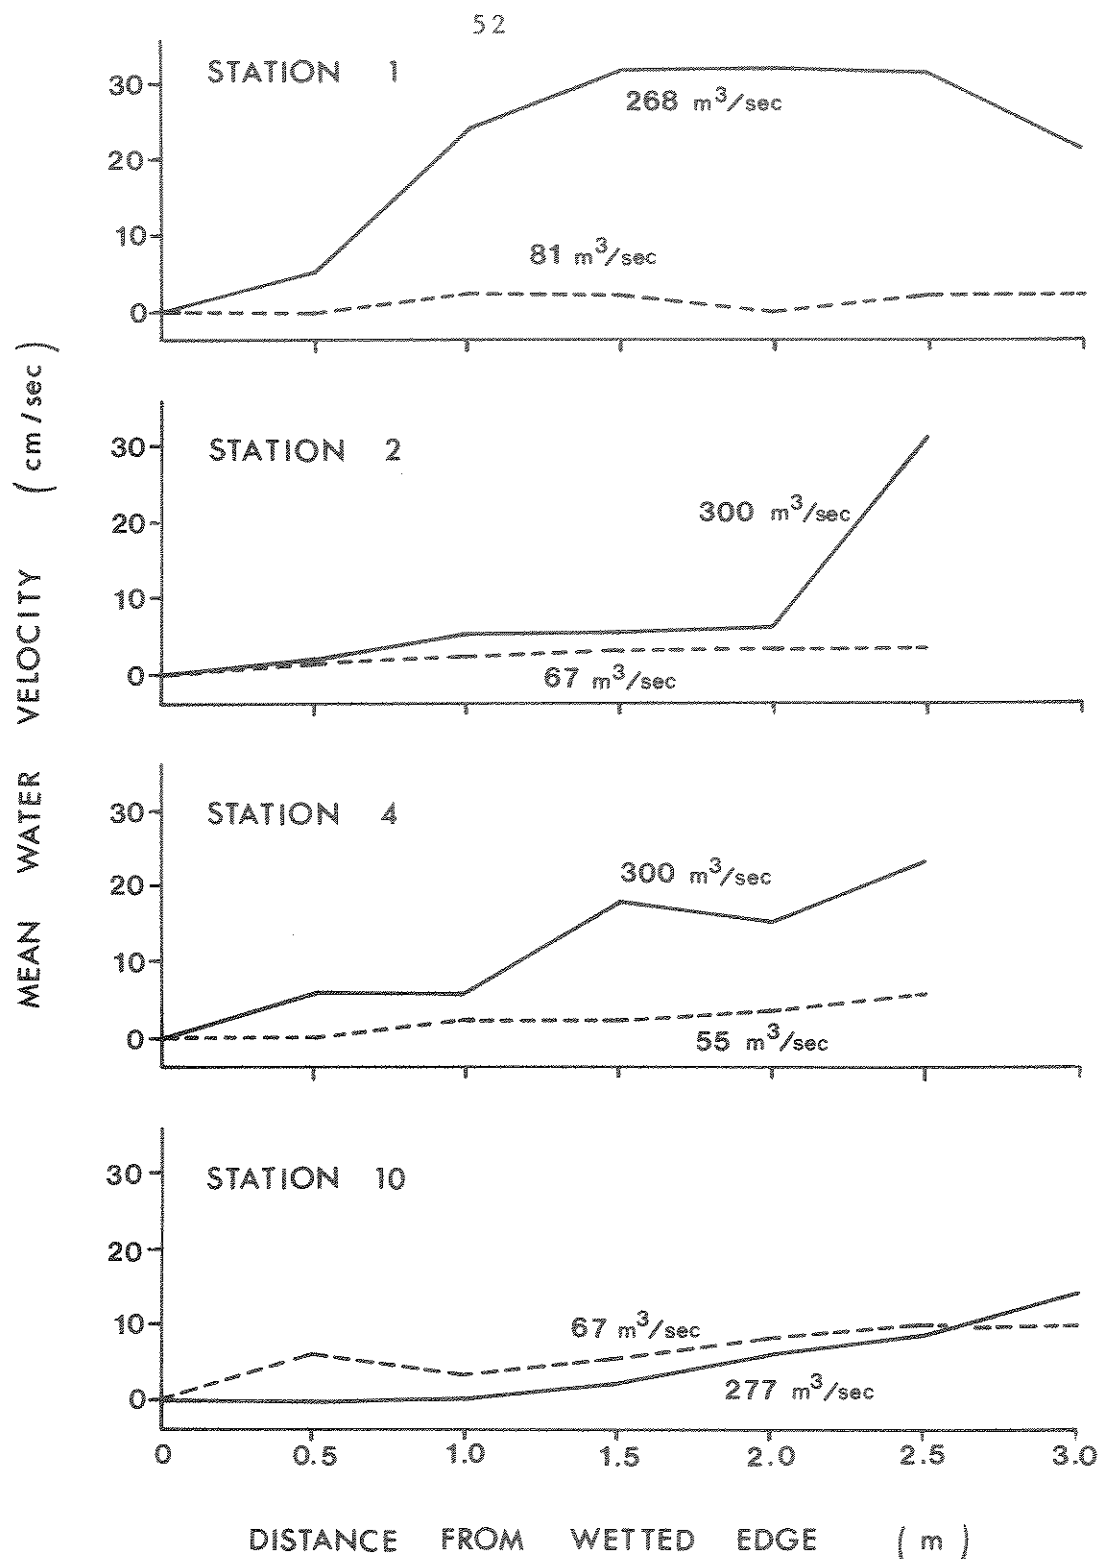 52
STATION 1
30
20
10
0
268 m³/sec
81 m³/sec
STATION 2
30
20
10
0
300 m³/sec
67 m³/sec
STATION 4
30
20
10
0
300 m³/sec
55 m³/sec
STATION 10
30
20
10
0
67 m³/sec
277 m³/sec
0 0.5 1.0 1.5 2.0 2.5 3.0
DISTANCE FROM WETTED EDGE (m)
MEAN WATER VELOCITY (cm/sec)